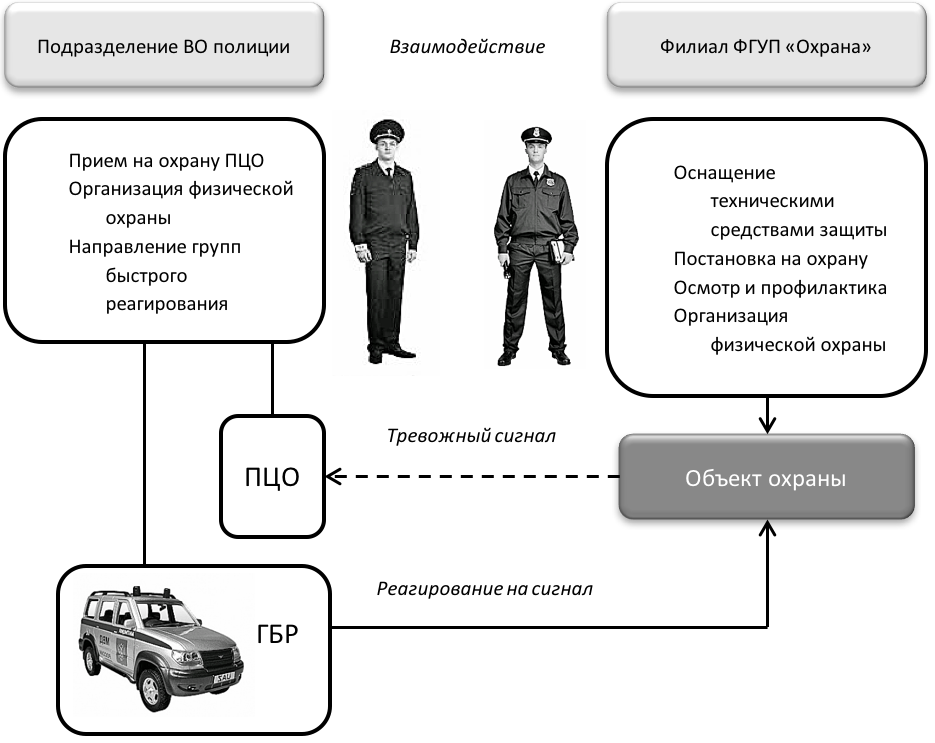 Подразделение ВО полиции
Взаимодействие
Филиал ФГУП «Охрана»
Прием на охрану ПЦО
Организация физической
охраны
Направление групп
быстрого
реагирования
Оснащение
техническими
средствами защиты
Постановка на охрану
Осмотр и профилактика
Организация
физической охраны
Тревожный сигнал
ПЦО
Объект охраны
Реагирование на сигнал
ГБР